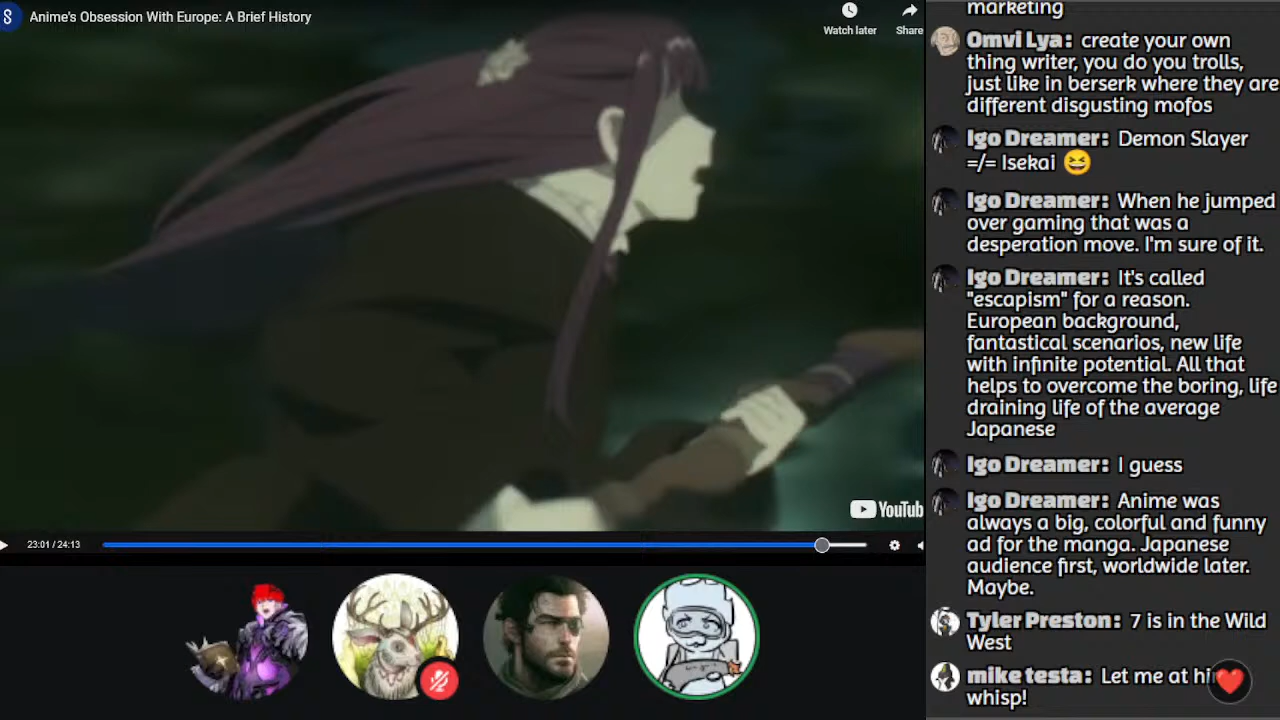 Anime's Obsession With Europe: A Brief History
Watch later
Share
YouTub
23:01 / 24:13
marketing
Omvi Lya: create your own
thing writer, you do you trolls,
just like in berserk where they are
different disgusting mofos
Igo Dreamer: Demon Slayer
=/= Isekai 😆
Igo Dreamer: When he jumped
over gaming that was a
desperation move. I'm sure of it.
Igo Dreamer: It's called
"escapism" for a reason.
European background,
fantastical scenarios, new life
with infinite potential. All that
helps to overcome the boring, life
draining life of the average
Japanese
Igo Dreamer: I guess
Igo Dreamer: Anime was
always a big, colorful and funny
ad for the manga. Japanese
audience first, worldwide later.
Maybe.
Tyler Preston: 7 is in the Wild
West
mike testa: Let me at hi
whisp!